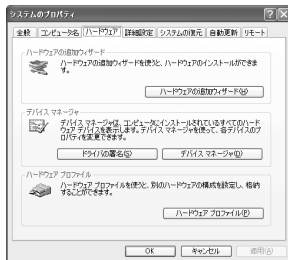 システムのプロパティ
全般 コンピュータ名 ハードウェア 詳細設定 システムの復元 自動更新 リモート
ハードウェアの追加ウィザード
ハードウェアの追加ウィザードを使うと、ハードウェアのインストールができま
す。
ハードウェアの追加ウィザード(H)
デバイス マネージャ
デバイス マネージャは、コンピュータにインストールされているすべてのハード
ウェア デバイスを表示します。デバイス マネージャを使って、各デバイスのプ
ロパティを変更できます。
ドライバの署名(S) デバイス マネージャ(D)
ハードウェア プロファイル
ハードウェア プロファイルを使うと、別のハードウェアの構成を設定し、格納
することができます。
ハードウェア プロファイル(P)
OK キャンセル 適用(A)